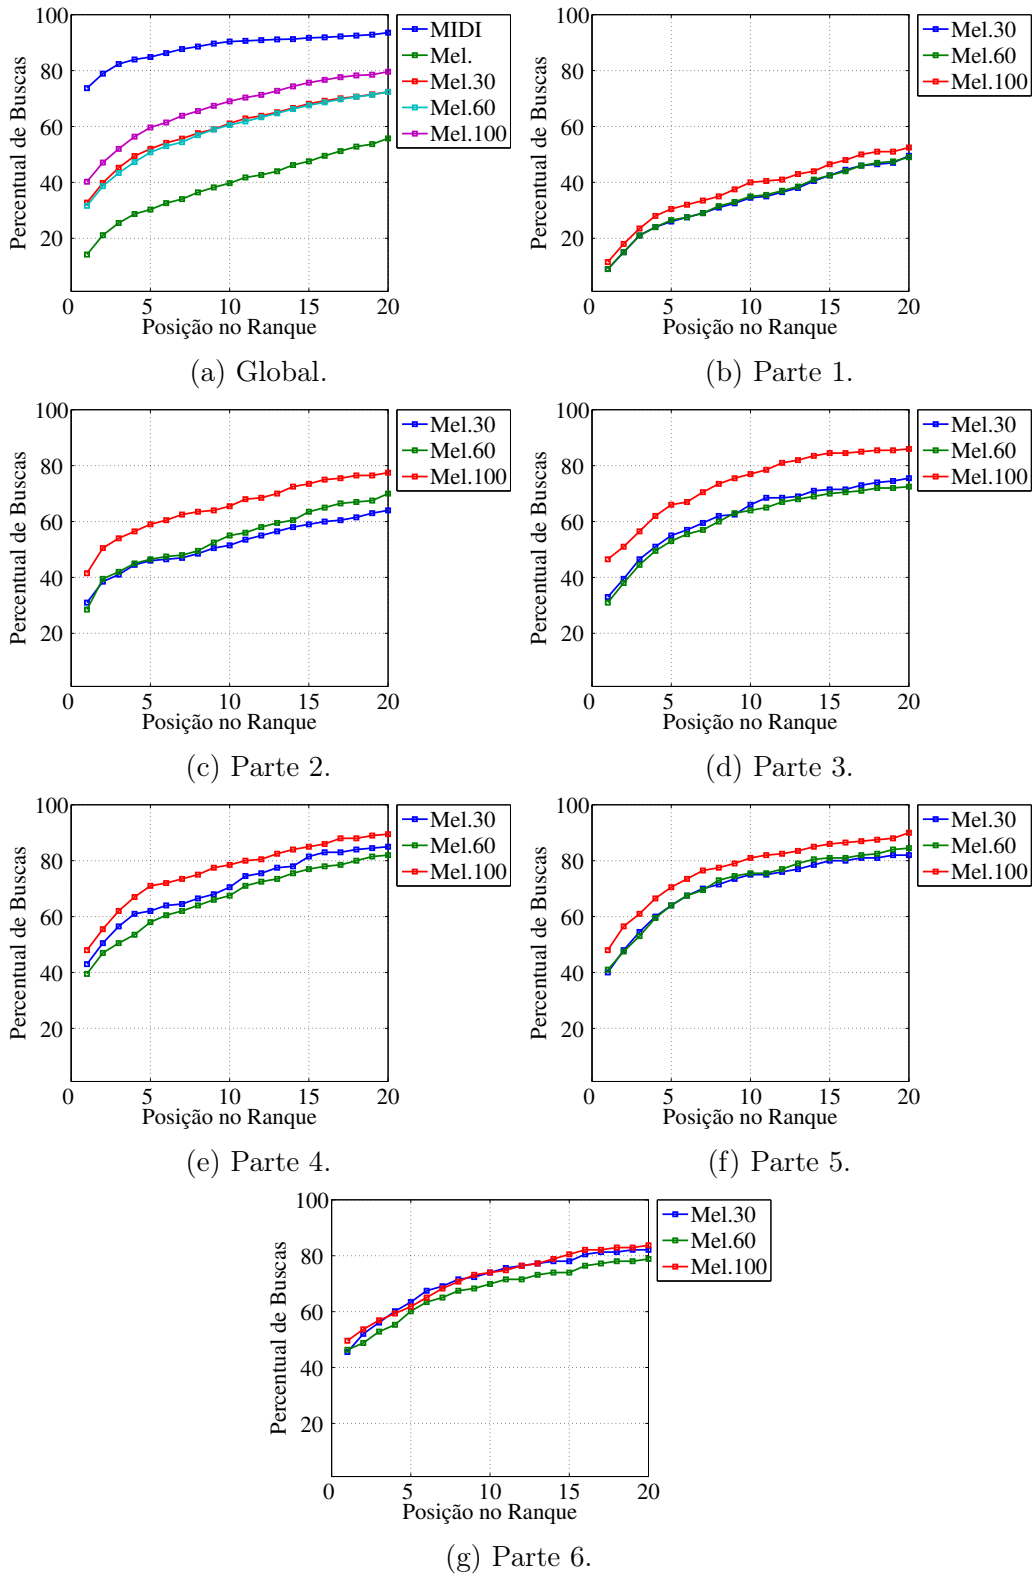 100
80
60
40
20
0
5
10
15
20
Percentual de Buscas
Posição no Ranque
MIDI
Mel.
Mel.30
Mel.60
Mel.100
(a) Global.
100
80
60
40
20
0
5
10
15
20
Percentual de Buscas
Posição no Ranque
Mel.30
Mel.60
Mel.100
(b) Parte 1.
100
80
60
40
20
0
5
10
15
20
Percentual de Buscas
Posição no Ranque
Mel.30
Mel.60
Mel.100
(c) Parte 2.
100
80
60
40
20
0
5
10
15
20
Percentual de Buscas
Posição no Ranque
Mel.30
Mel.60
Mel.100
(d) Parte 3.
100
80
60
40
20
0
5
10
15
20
Percentual de Buscas
Posição no Ranque
Mel.30
Mel.60
Mel.100
(e) Parte 4.
100
80
60
40
20
0
5
10
15
20
Percentual de Buscas
Posição no Ranque
Mel.30
Mel.60
Mel.100
(f) Parte 5.
100
80
60
40
20
0
5
10
15
20
Percentual de Buscas
Posição no Ranque
Mel.30
Mel.60
Mel.100
(g) Parte 6.